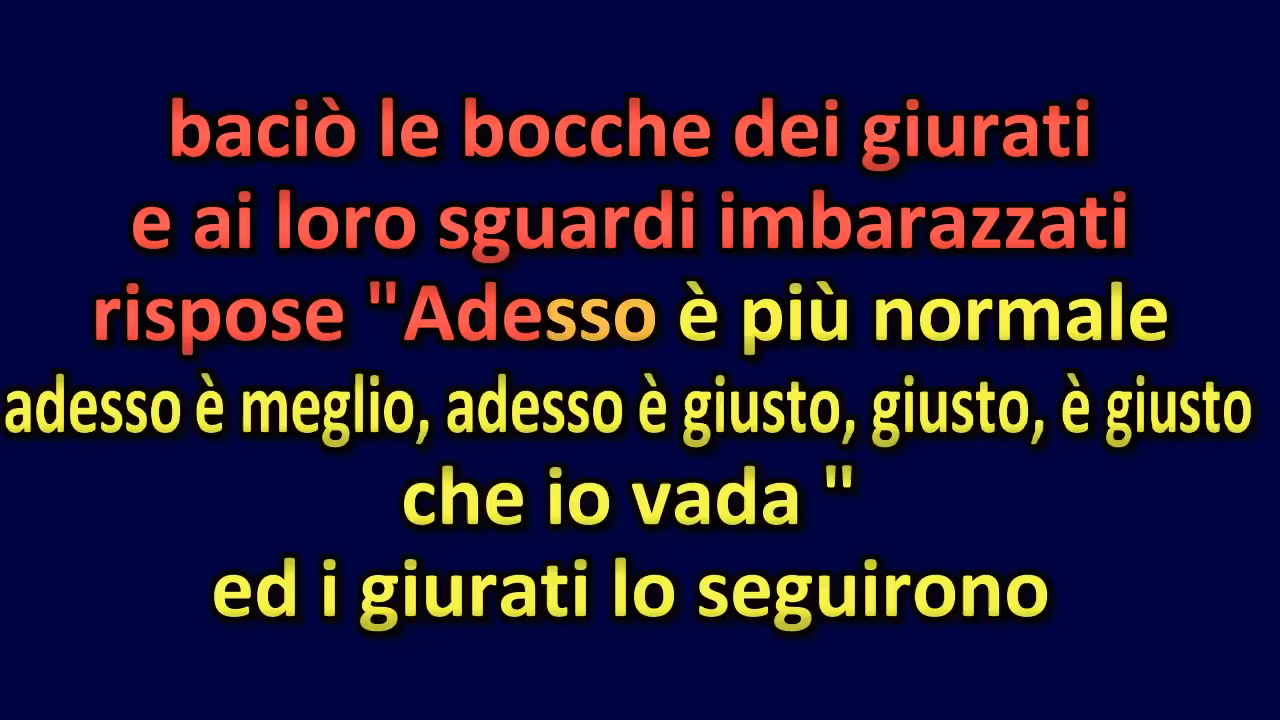 baciò le bocche dei giurati
e ai loro sguardi imbarazzati
rispose "Adesso è più normale
adesso è meglio, adesso è giusto, giusto, è giusto
che io vada "
ed i giurati lo seguirono